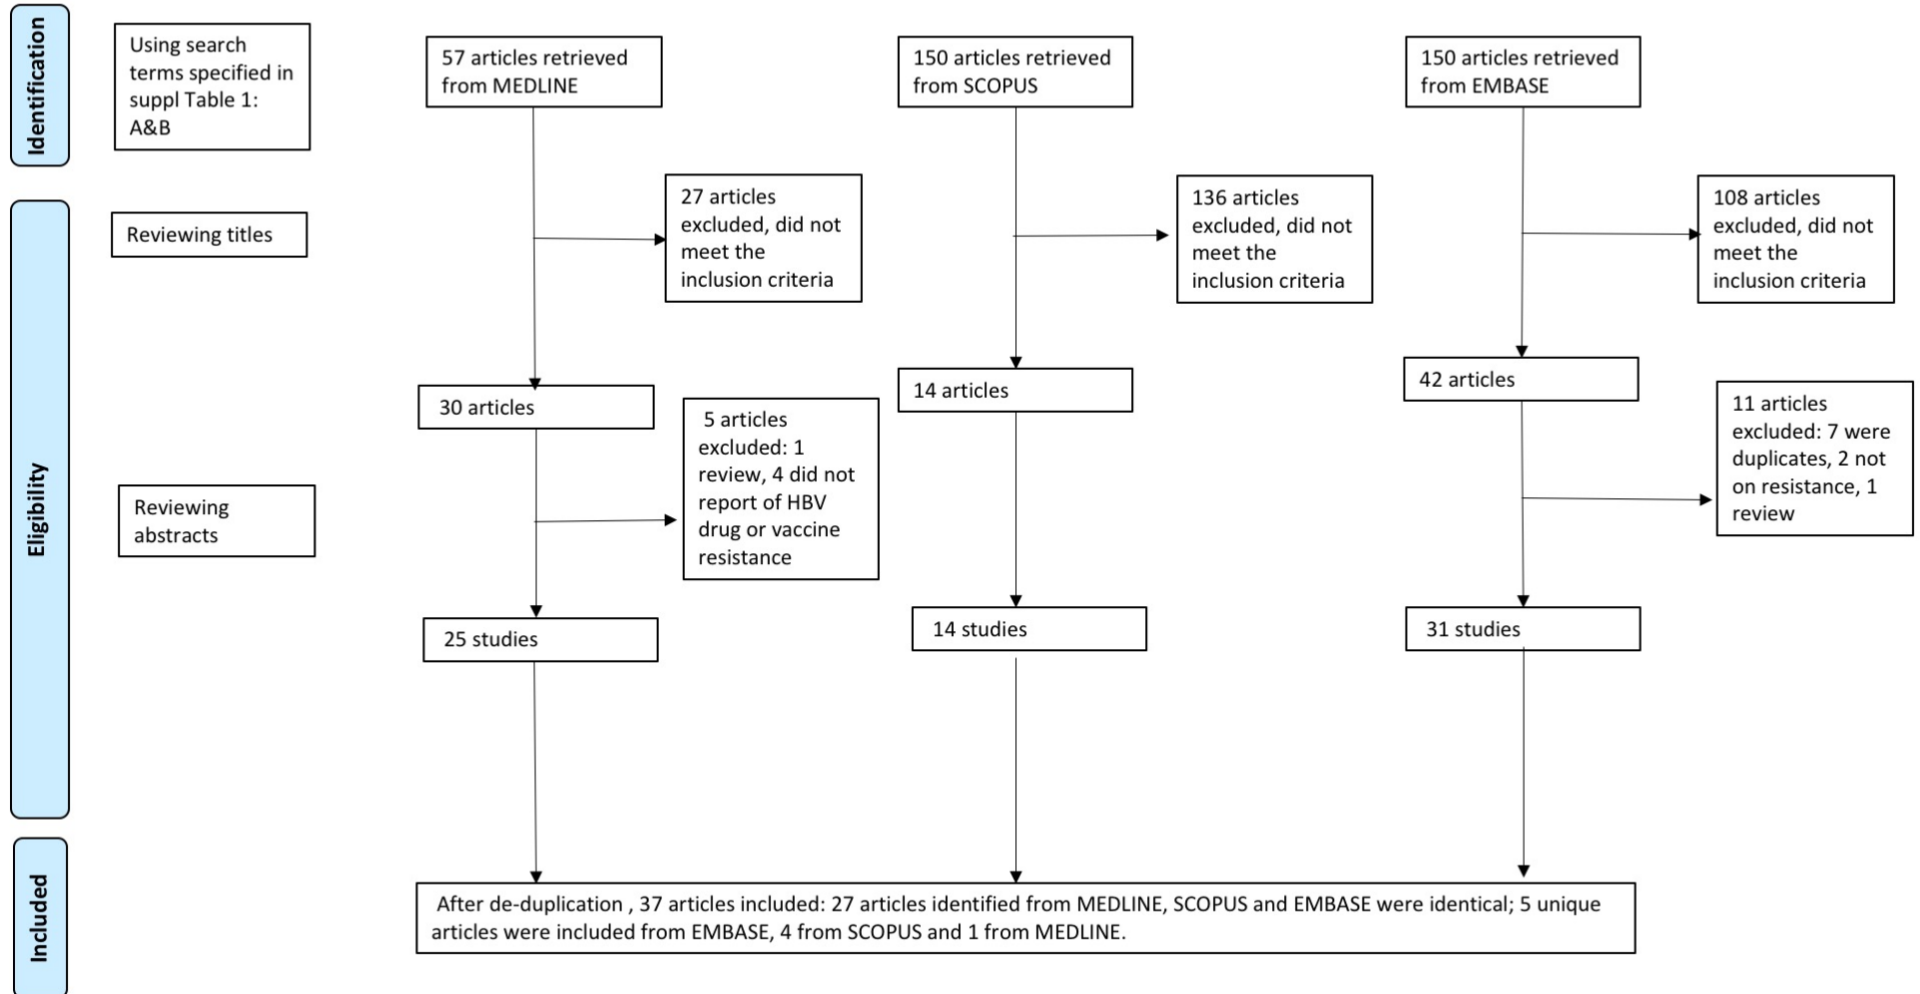 Identification
Using search
terms specified in
suppl Table 1:
A&B
57 articles retrieved
from MEDLINE
150 articles retrieved
from SCOPUS
150 articles retrieved
from EMBASE
Eligibility
Reviewing titles
27 articles
excluded, did not
meet the
inclusion criteria
136 articles
excluded, did not
meet the
inclusion criteria
108 articles
excluded, did not
meet the
inclusion criteria
30 articles
14 articles
42 articles
Reviewing
abstracts
5 articles
excluded: 1
review, 4 did not
report of HBV
drug or vaccine
resistance
11 articles
excluded: 7 were
duplicates, 2 not
on resistance, 1
review
25 studies
14 studies
31 studies
Included
After de-duplication , 37 articles included: 27 articles identified from MEDLINE, SCOPUS and EMBASE were identical; 5 unique
articles were included from EMBASE, 4 from SCOPUS and 1 from MEDLINE.